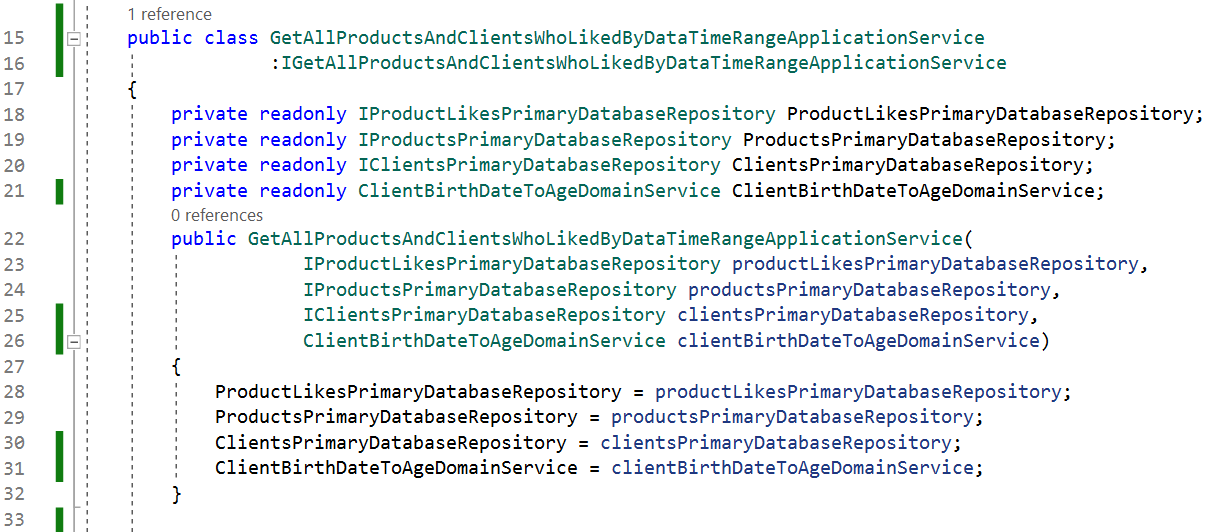 1 reference
15 public class GetAllProductsAndClientsWhoLikedByDataTimeRangeApplicationService
16 :IGetAllProductsAndClientsWhoLikedByDataTimeRangeApplicationService
17 {
18 private readonly IProductLikesPrimaryDatabaseRepository ProductLikesPrimaryDatabaseRepository;
19 private readonly IProductsPrimaryDatabaseRepository ProductsPrimaryDatabaseRepository;
20 private readonly IClientsPrimaryDatabaseRepository ClientsPrimaryDatabaseRepository;
21 private readonly ClientBirthDateToAgeDomainService ClientBirthDateToAgeDomainService;
0 references
22 public GetAllProductsAndClientsWhoLikedByDataTimeRangeApplicationService(
23 IProductLikesPrimaryDatabaseRepository productLikesPrimaryDatabaseRepository,
24 IProductsPrimaryDatabaseRepository productsPrimaryDatabaseRepository,
25 IClientsPrimaryDatabaseRepository clientsPrimaryDatabaseRepository,
26 ClientBirthDateToAgeDomainService clientBirthDateToAgeDomainService)
27 {
28 ProductLikesPrimaryDatabaseRepository = productLikesPrimaryDatabaseRepository;
29 ProductsPrimaryDatabaseRepository = productsPrimaryDatabaseRepository;
30 ClientsPrimaryDatabaseRepository = clientsPrimaryDatabaseRepository;
31 ClientBirthDateToAgeDomainService = clientBirthDateToAgeDomainService;
32 }
33